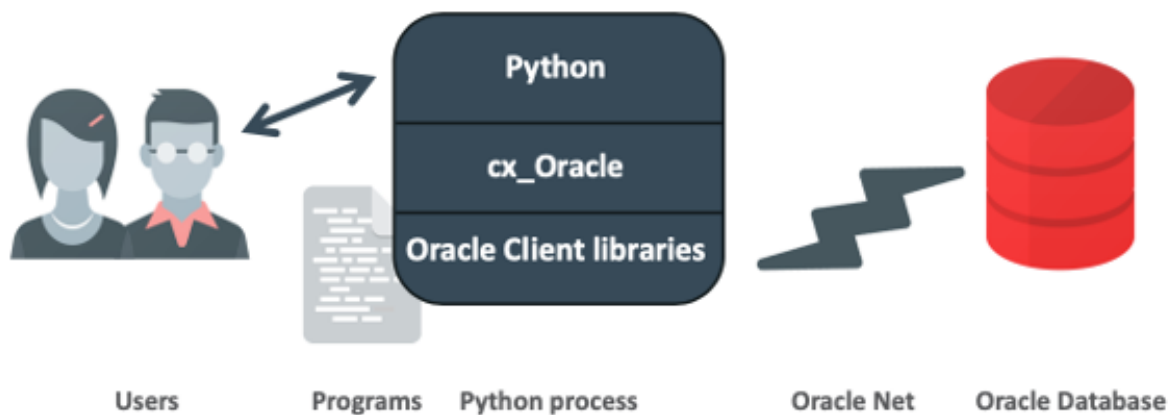 Python
cx_Oracle
Oracle Client libraries
Users Programs Python process Oracle Net Oracle Database